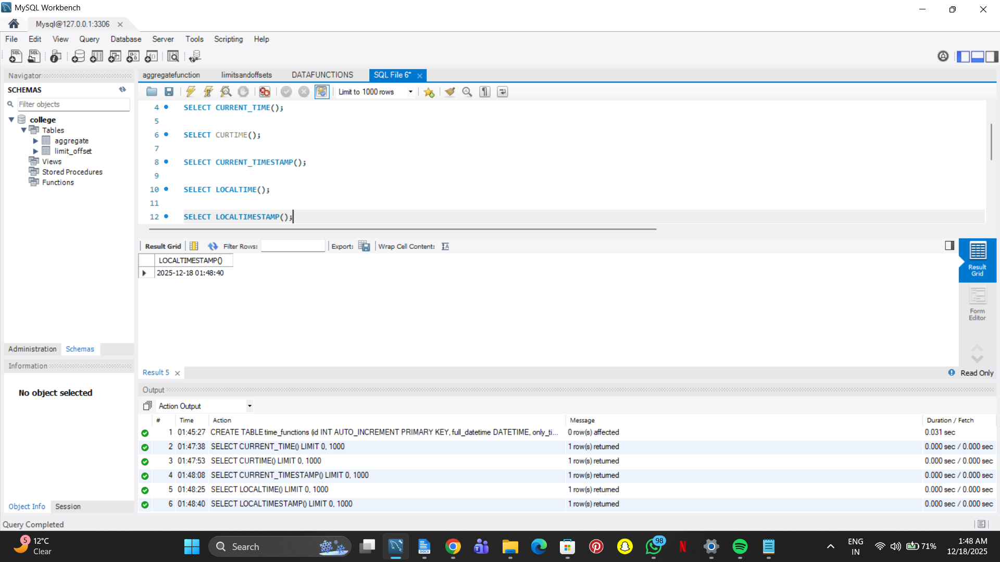 MySQL Workbench
Mysql@127.0.0.1:3306
File Edit View Query Database Server Tools Scripting Help
Navigator
SCHEMAS
Filter objects
college
Tables
aggregate
limit_offset
Views
Stored Procedures
Functions
Administration Schemas
Information
No object selected
Object Info Session
aggregatefunction limitsandoffsets DATAFUNCTIONS SQL File 6*
Limit to 1000 rows
4 SELECT CURRENT_TIME();
5
6 SELECT CURTIME();
7
8 SELECT CURRENT_TIMESTAMP();
9
10 SELECT LOCALTIME();
11
12 SELECT LOCALTIMESTAMP();
Result Grid Filter Rows: Export: Wrap Cell Content:
LOCALTIMESTAMP()
2025-12-18 01:48:40
Result Grid
Form Editor
Result 5
Read Only
Output
Action Output
# Time Action Message Duration / Fetch
1 01:45:27 CREATE TABLE time_functions (id INT AUTO_INCREMENT PRIMARY KEY, full_datetime DATETIME, only_ti... 0 row(s) affected 0.031 sec
2 01:47:38 SELECT CURRENT_TIME() LIMIT 0, 1000 1 row(s) returned 0.000 sec / 0.000 sec
3 01:47:53 SELECT CURTIME() LIMIT 0, 1000 1 row(s) returned 0.000 sec / 0.000 sec
4 01:48:08 SELECT CURRENT_TIMESTAMP() LIMIT 0, 1000 1 row(s) returned 0.000 sec / 0.000 sec
5 01:48:25 SELECT LOCALTIME() LIMIT 0, 1000 1 row(s) returned 0.000 sec / 0.000 sec
6 01:48:40 SELECT LOCALTIMESTAMP() LIMIT 0, 1000 1 row(s) returned 0.000 sec / 0.000 sec
Query Completed
5
12°C
Clear
Search
DOCX
98
ENG
IN
71%
1:48 AM
12/18/2025